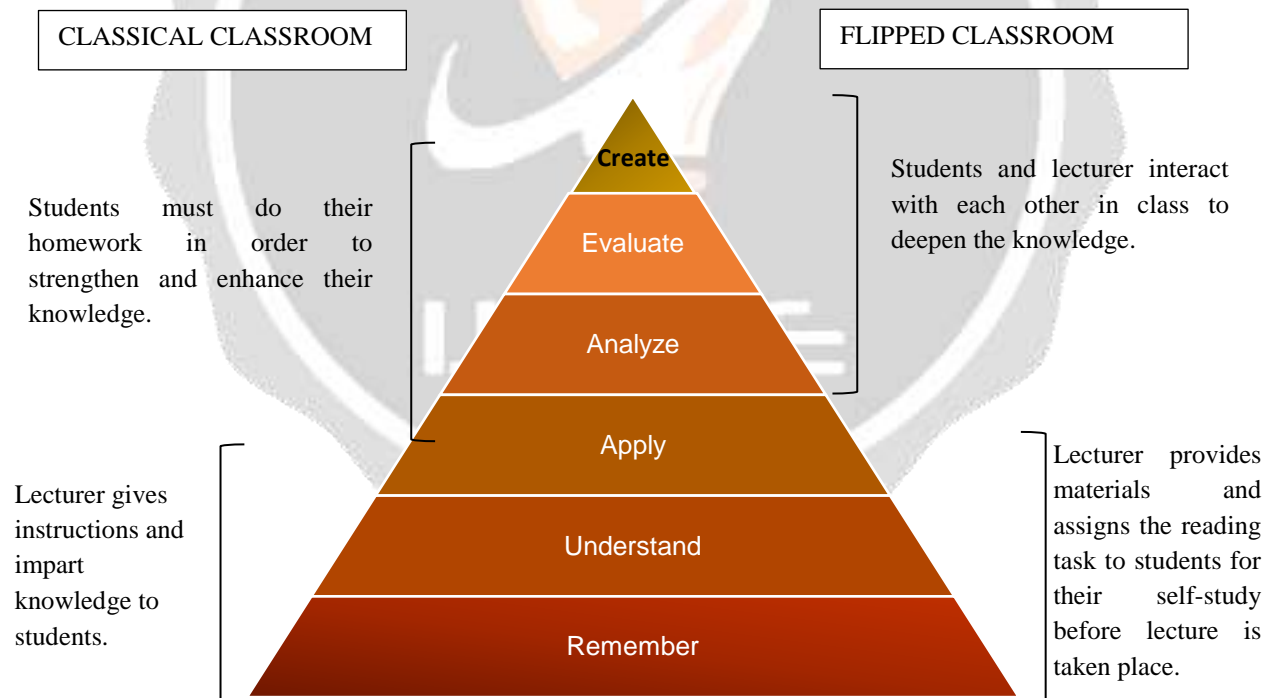 CLASSICAL CLASSROOM
FLIPPED CLASSROOM
Students must do their
homework in order to
strengthen and enhance their
knowledge.
Lecturer gives
instructions and
impart
knowledge to
students.
Create
Evaluate
Analyze
Apply
Understand
Remember
Students and lecturer interact
with each other in class to
deepen the knowledge.
Lecturer provides
materials and
assigns the reading
task to students for
their self-study
before lecture is
taken place.